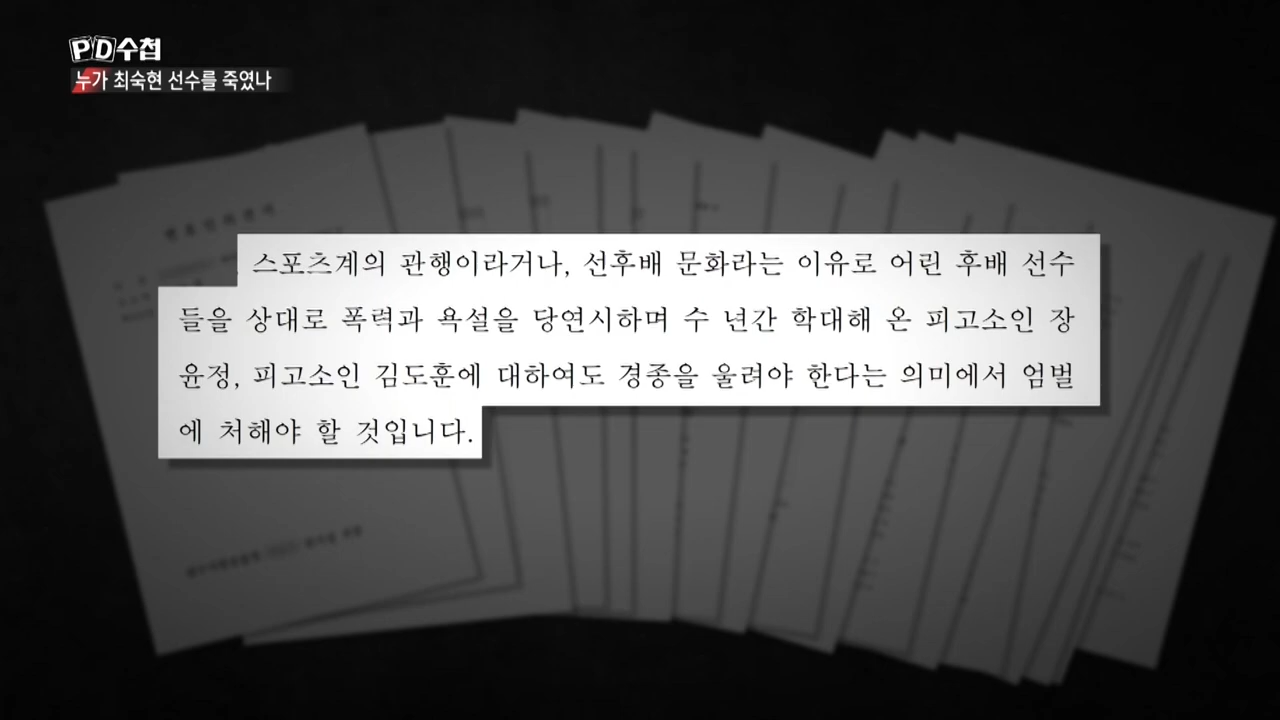 PD수첩
누가 최숙현 선수를 죽였나
스포츠계의 관행이라거나, 선후배 문화라는 이유로 어린 후배 선수
들을 상대로 폭력과 욕설을 당연시하며 수 년간 학대해 온 피고소인 장
윤정, 피고소인 김도훈에 대하여도 경종을 울려야 한다는 의미에서 엄벌
에 처해야 할 것입니다.